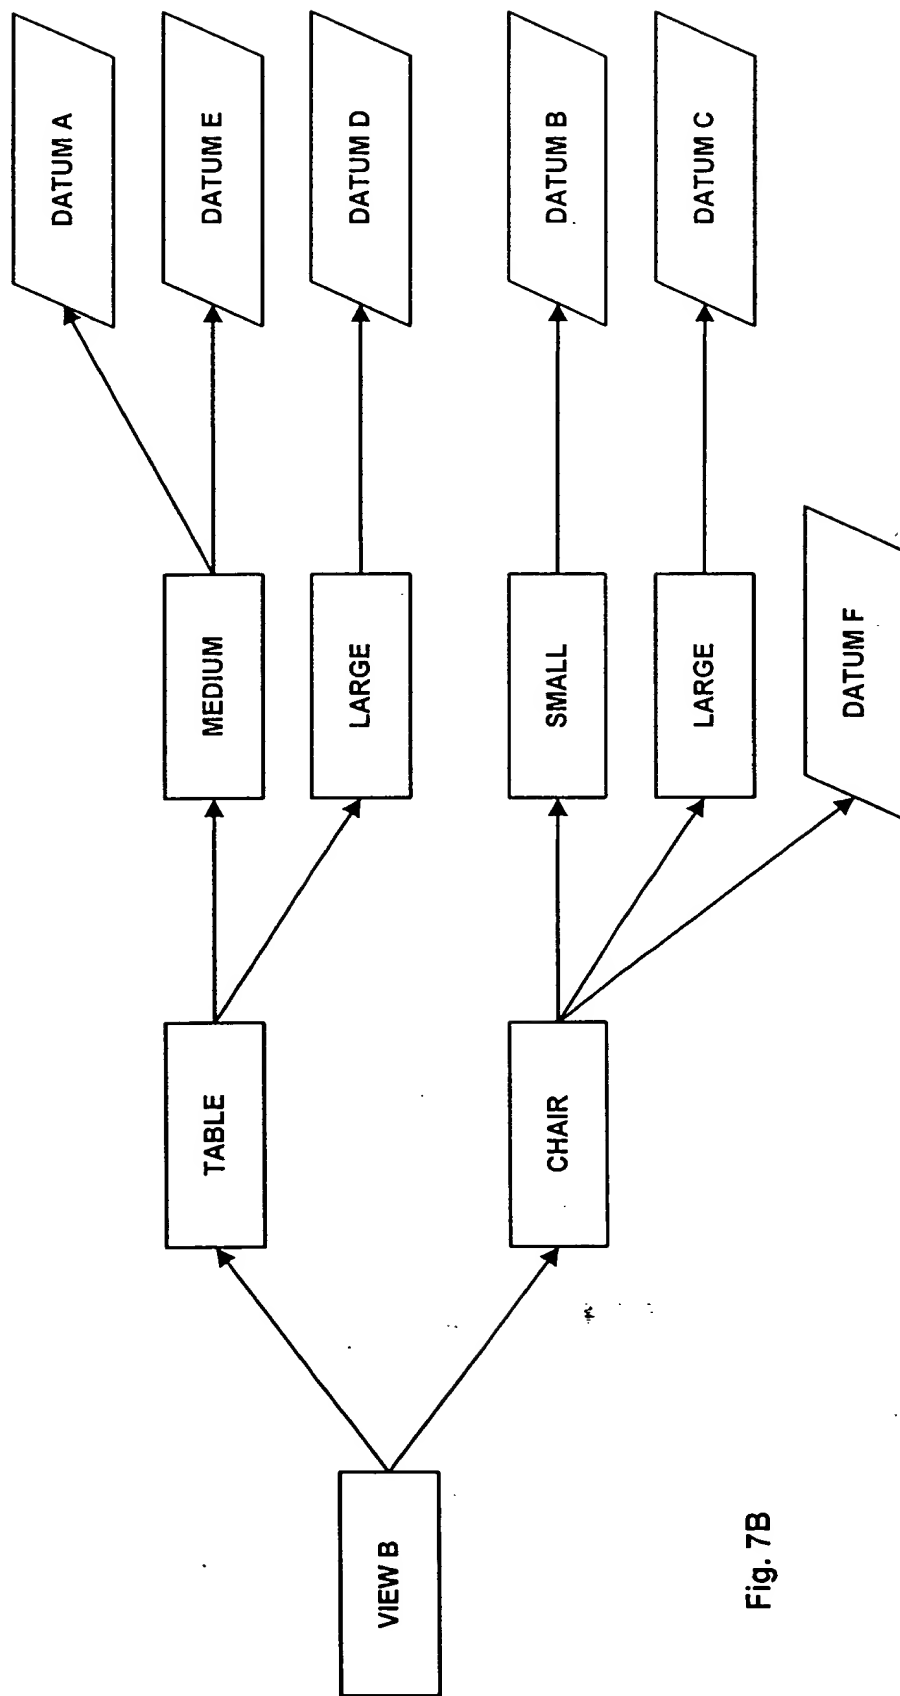 VIEW B
TABLE
CHAIR
MEDIUM
LARGE
SMALL
LARGE
DATUM F
DATUM A
DATUM E
DATUM D
DATUM B
DATUM C
Fig. 7B